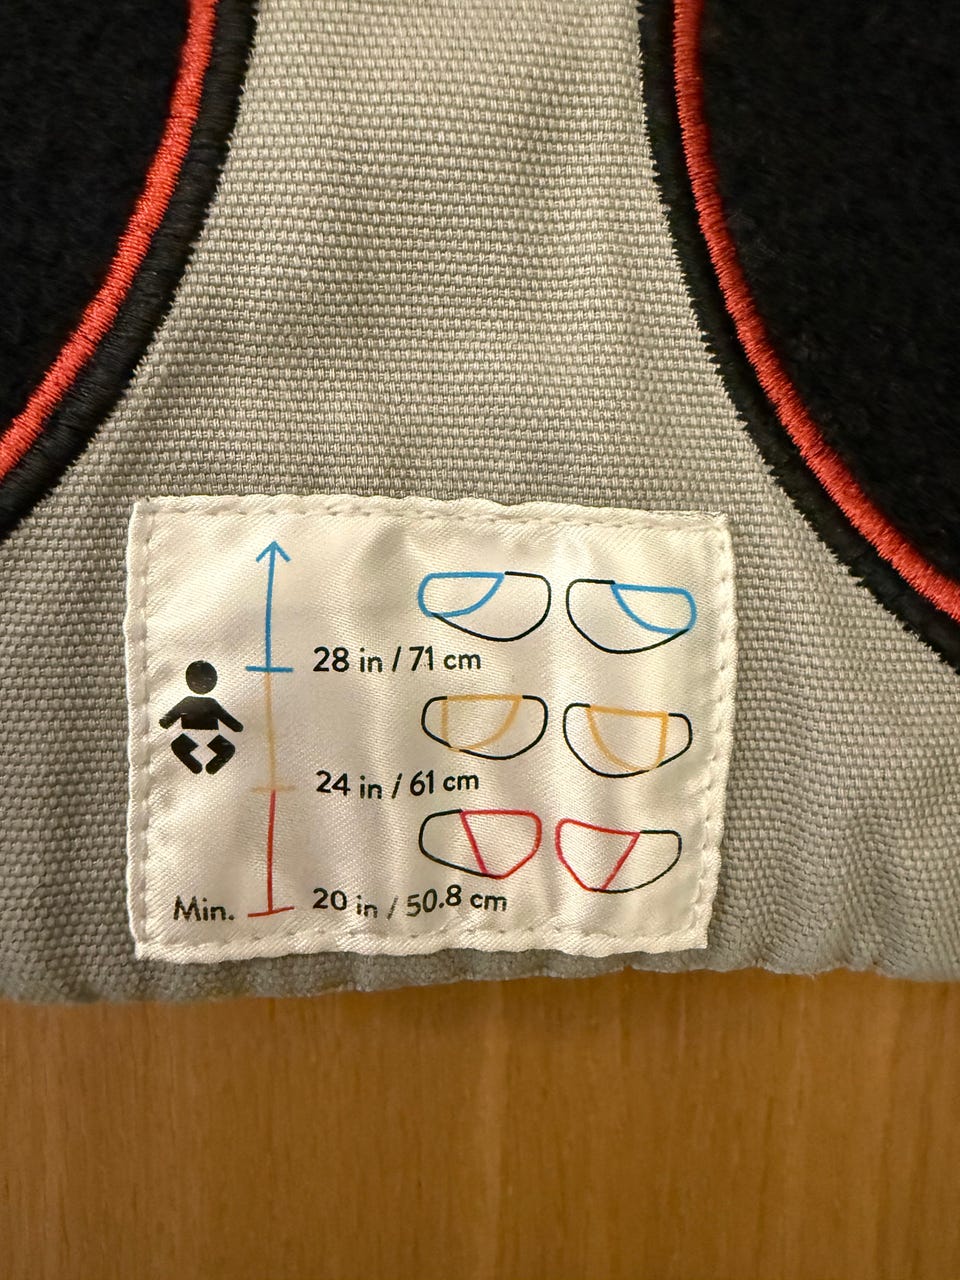 28 in / 71 cm
24 in / 61 cm
Min. 20 in / 50.8 cm